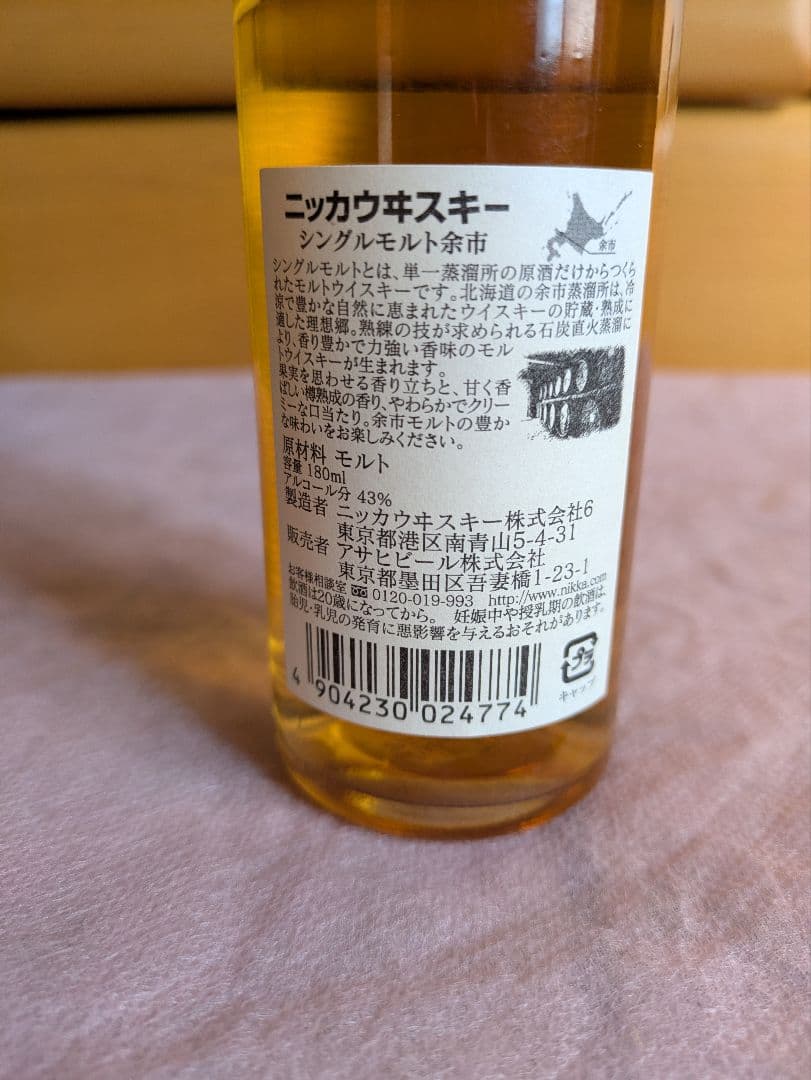 ニッカウヰスキー
シングルモルト余市
余市
シングルモルトとは、単一蒸溜所の原酒だけからつくら
れたモルトウイスキーです。北海道の余市蒸溜所は、冷
涼で豊かな自然に恵まれたウイスキーの貯蔵・熟成に
適した理想郷。熟練の技が求められる石炭直火蒸溜に
より、香り豊かで力強い香味のモル
トウイスキーが生まれます。
果実を思わせる香り立ちと、甘く香
ばしい樽熟成の香り、やわらかでクリー
ミーな口当たり。余市モルトの豊か
な味わいをお楽しみください。
原材料 モルト
容量 180ml
アルコール分 43%
製造者 ニッカウヰスキー株式会社6
東京都港区南青山5-4-31
販売者 アサヒビール株式会社
東京都墨田区吾妻橋1-23-1
お客様相談室 0120-019-993 http://www.nikka.com
飲酒は20歳になってから。 妊娠中や授乳期の飲酒は、
胎児・乳児の発育に悪影響を与えるおそれがあります。
プラ
キャップ
4 904230 024774